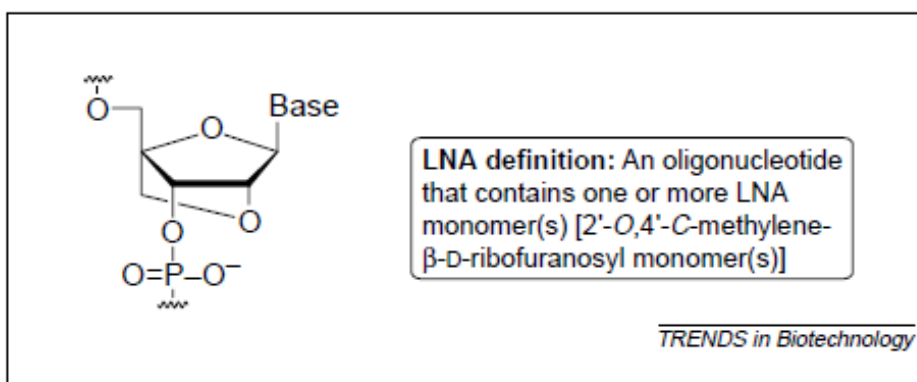 O
O
Base
O
O
O=P–O–
LNA definition: An oligonucleotide
that contains one or more LNA
monomer(s) [2'-O,4'-C-methylene-
β-D-ribofuranosyl monomer(s)]
TRENDS in Biotechnology